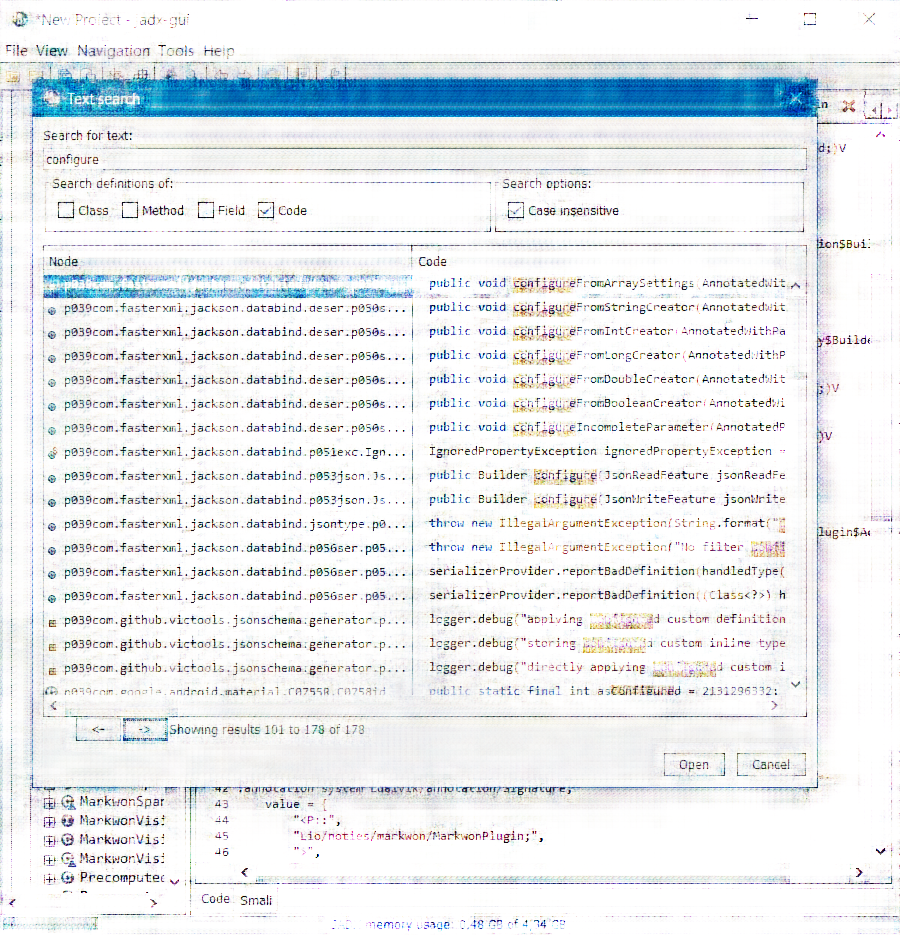 *New Project - jadx-gui
File View Navigation Tools Help
Text search
Search for text:
configure
Search definitions of:
Search options:
Class Method Field Code
Case insensitive
Node Code
public void configureFromArraySettings(AnnotatedWit
p039com.fasterxml.jackson.databind.deser.p050s... public void configureFromStringCreator(AnnotatedWit
p039com.fasterxml.jackson.databind.deser.p050s... public void configureFromIntCreator(AnnotatedWithPa
p039com.fasterxml.jackson.databind.deser.p050s... public void configureFromLongCreator(AnnotatedWithP
p039com.fasterxml.jackson.databind.deser.p050s... public void configureFromDoubleCreator(AnnotatedWit
p039com.fasterxml.jackson.databind.deser.p050s... public void configureFromBooleanCreator(AnnotatedWi
p039com.fasterxml.jackson.databind.deser.p050s... public void configureIncompleteParameter(AnnotatedP
p039com.fasterxml.jackson.databind.p051exc.Ign... IgnoredPropertyException ignoredPropertyException =
p039com.fasterxml.jackson.databind.p053json.Js... public Builder configure(JsonReadFeature jsonReadFe
p039com.fasterxml.jackson.databind.p053json.Js... public Builder configure(JsonWriteFeature jsonWrite
p039com.fasterxml.jackson.databind.jsontype.p0... throw new IllegalArgumentException(String.format("
p039com.fasterxml.jackson.databind.p056ser.p05... throw new IllegalArgumentException("No filter
p039com.fasterxml.jackson.databind.p056ser.p05... serializerProvider.reportBadDefinition(handledType(
p039com.fasterxml.jackson.databind.p056ser.p05... serializerProvider.reportBadDefinition((Class<?>) h
p039com.github.victools.jsonschema.generator.p... logger.debug("applying custom definition
p039com.github.victools.jsonschema.generator.p... logger.debug("storing custom inline type
p039com.github.victools.jsonschema.generator.p... logger.debug("directly applying custom i
p039com.google.android.material.C0755R.C0758id public static final int asConfigured = 2131296332;
<- -> Showing results 101 to 178 of 178
Open Cancel
d;)V
ion$Buil
y$Builde
;)V
)V
lugin$Ac
42 .annotation system Ldalvik/annotation/Signature;
43 value = {
44 "<P::",
45 "Lio/noties/markwon/MarkwonPlugin;",
46 ">",
MarkwonSpar
MarkwonVisi
MarkwonVisi
MarkwonVisi
Precomputed
Code Smali
memory usage: 0.48 GB of 4.04 GB